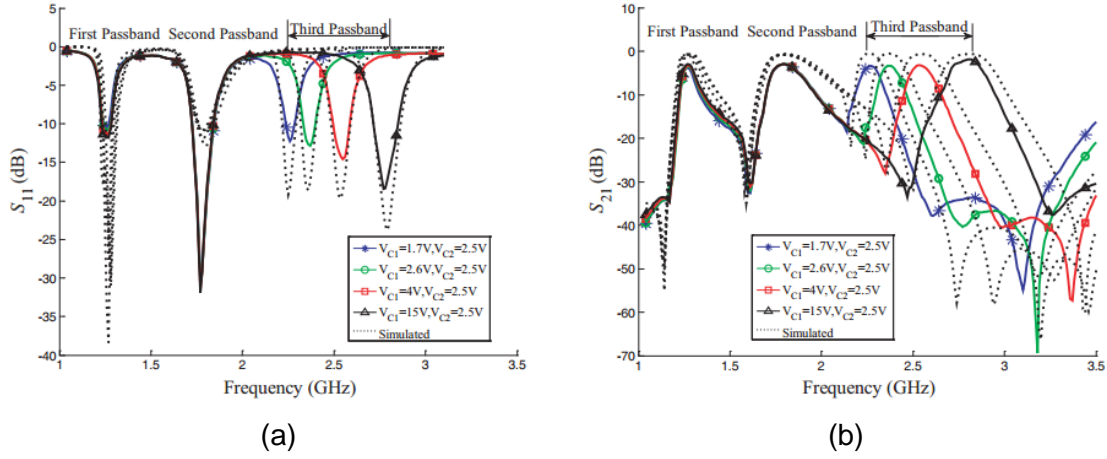 First Passband Second Passband Third Passband
5
0
-5
-10
-15
-20
-25
-30
-35
-40
S11 (dB)
VC1=1.7V,VC2=2.5V
VC1=2.6V,VC2=2.5V
VC1=4V,VC2=2.5V
VC1=15V,VC2=2.5V
Simulated
1 1.5 2 2.5 3 3.5
Frequency (GHz)
(a)
First Passband Second Passband Third Passband
10
0
-10
-20
-30
-40
-50
-60
-70
S21 (dB)
VC1=1.7V,VC2=2.5V
VC1=2.6V,VC2=2.5V
VC1=4V,VC2=2.5V
VC1=15V,VC2=2.5V
Simulated
1 1.5 2 2.5 3 3.5
Frequency (GHz)
(b)